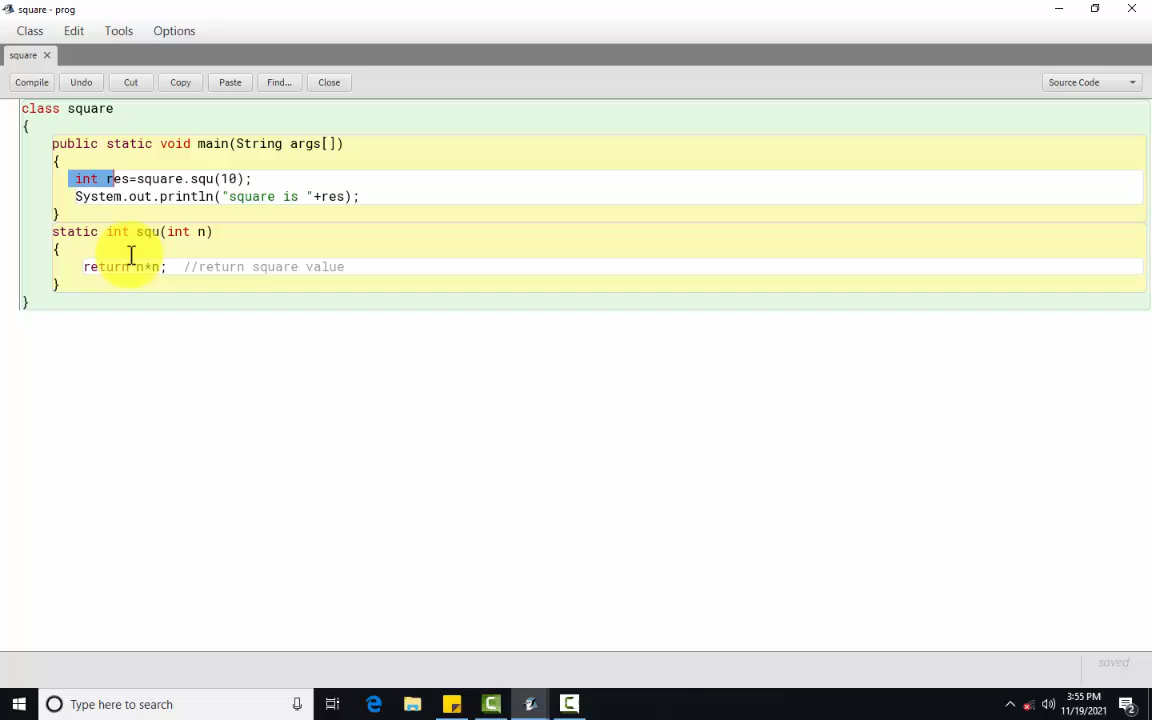 square - prog
Class Edit Tools Options
square ×
Compile Undo Cut Copy Paste Find... Close Source Code
class square
{
public static void main(String args[])
{
int res=square.squ(10);
System.out.println("square is "+res);
}
static int squ(int n)
{
return n*n; //return square value
}
}
saved
Type here to search
3:55 PM
11/19/2021
2